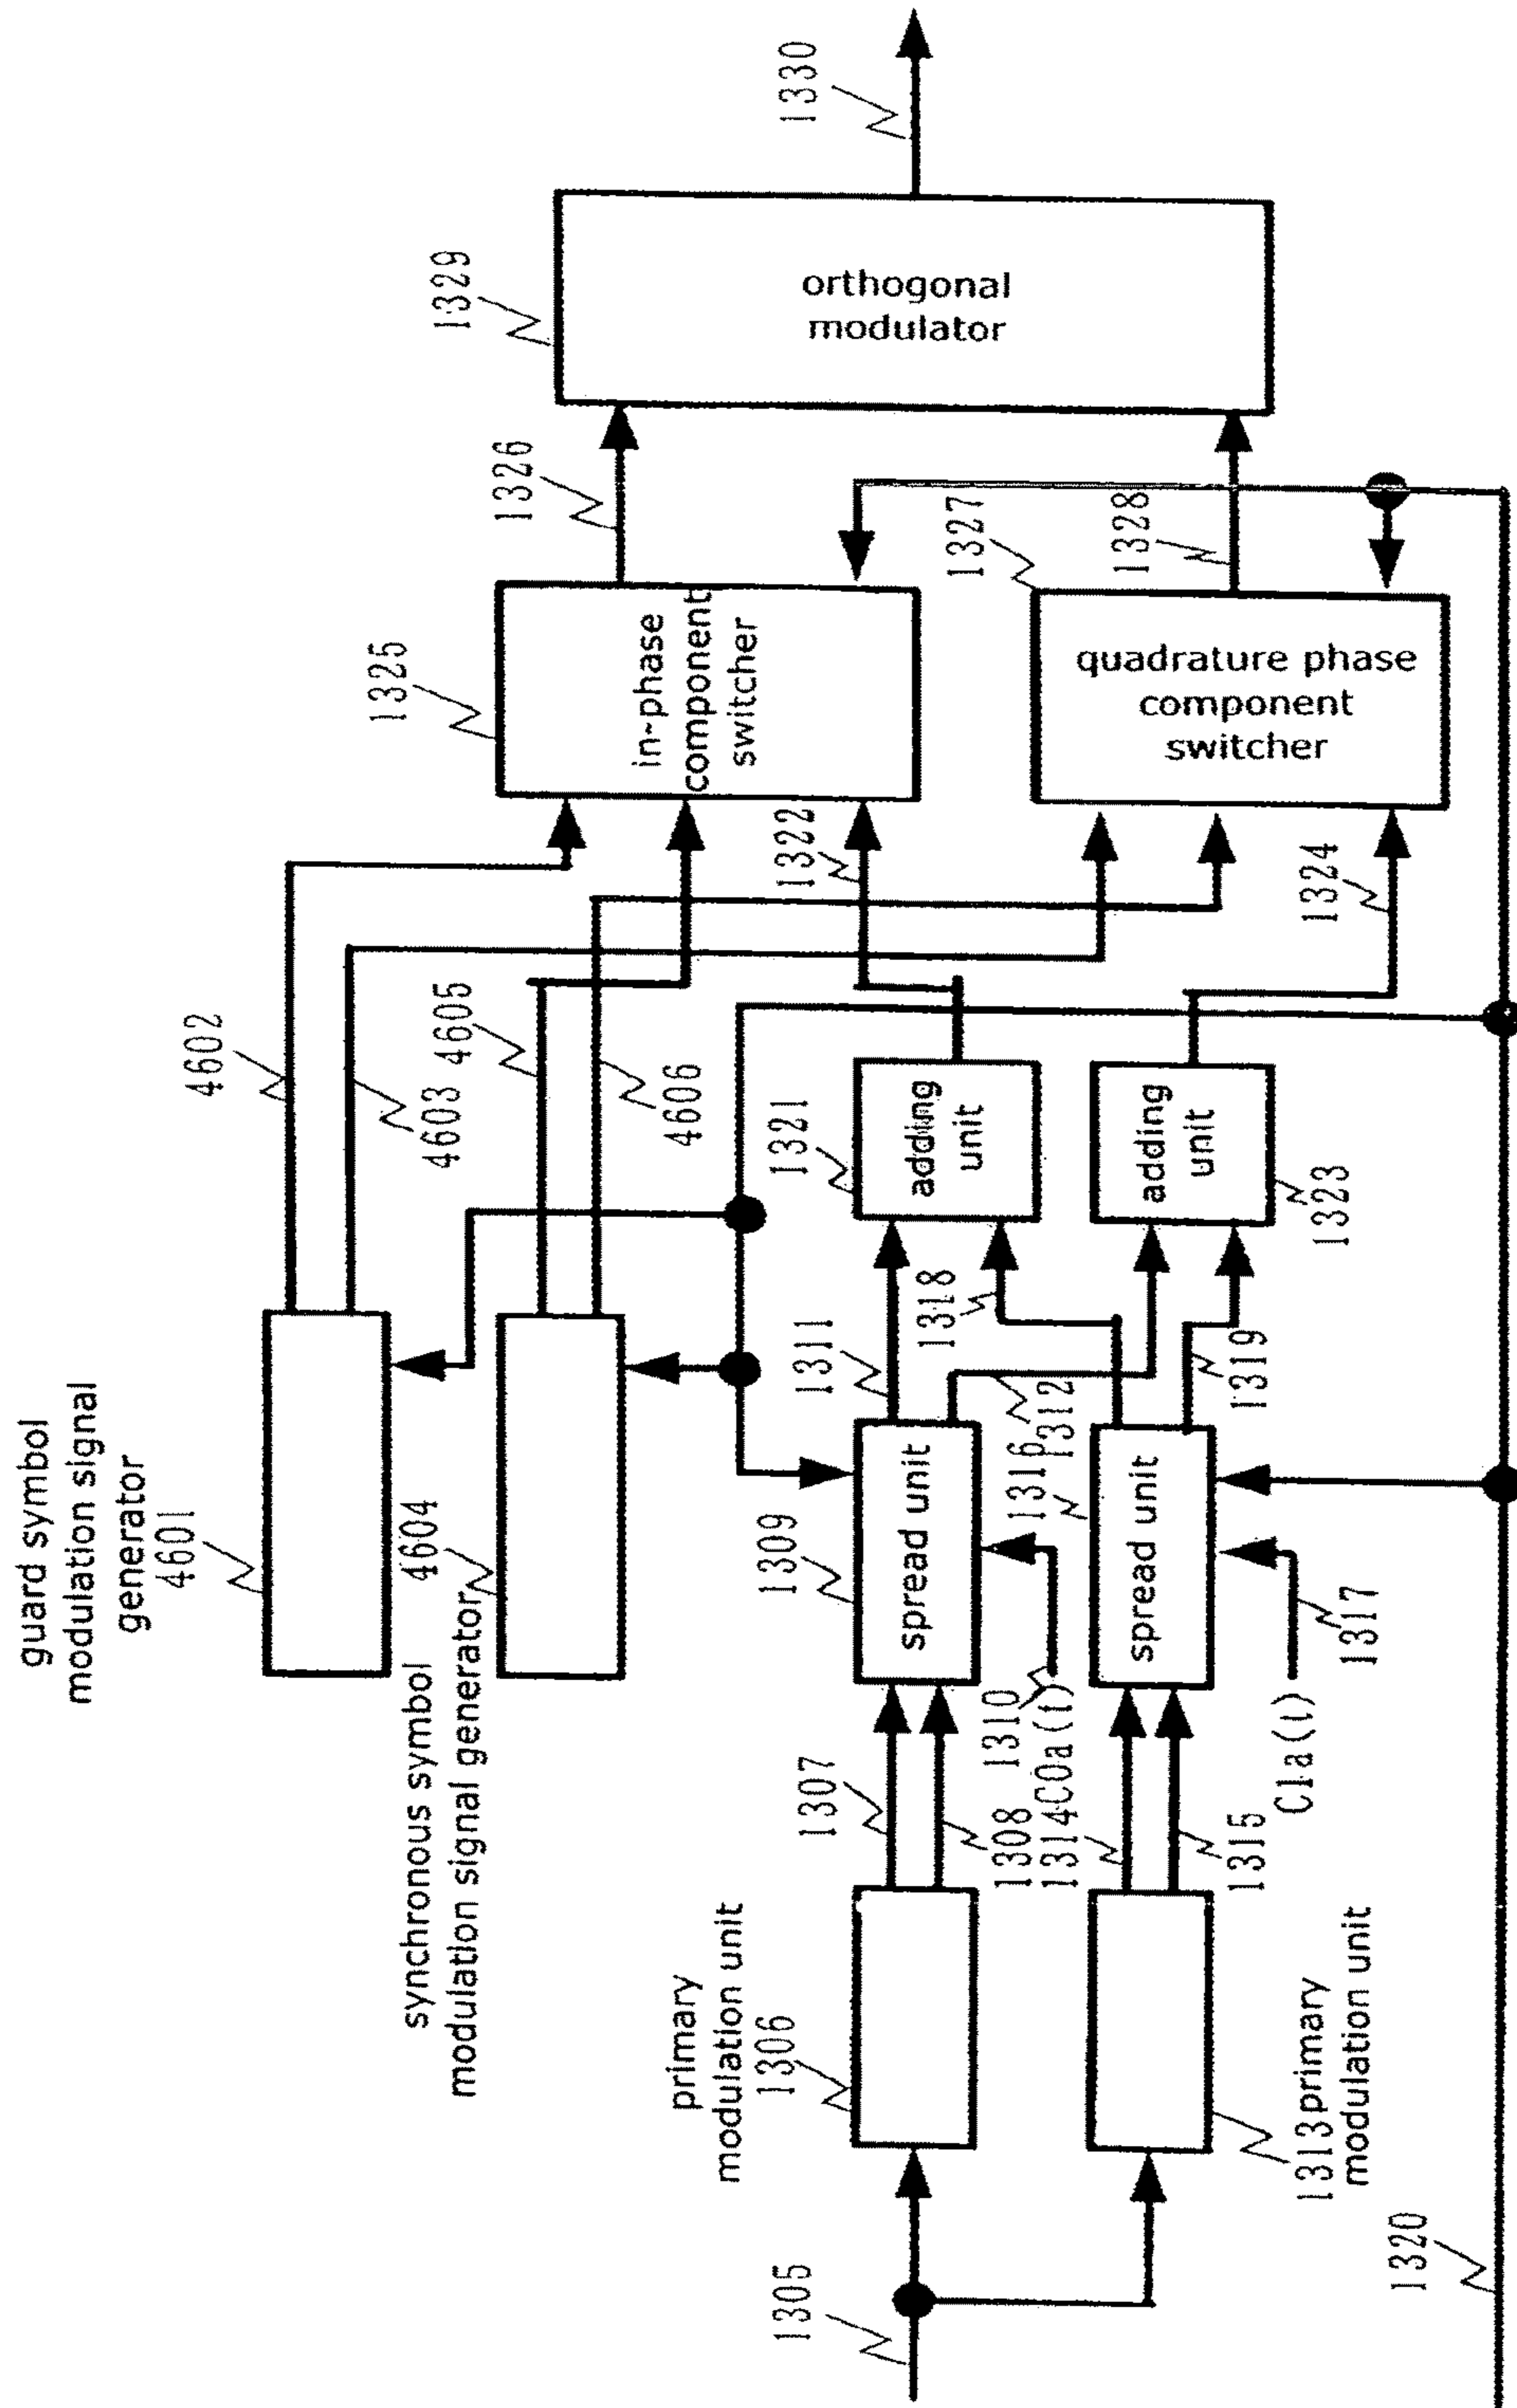 guard symbol
modulation signal
generator
4601
4602
4603
synchronous symbol
modulation signal generator
4604
4605
4606
1325
in-phase
component
switcher
1326
1329
orthogonal
modulator
1330
primary
modulation unit
1306
1307
1308
1309
spread unit
1310
C0a(t)
1311
1312
1321
adding
unit
1322
1305
1313
primary
modulation unit
1314
1315
1316
spread unit
1317
C1a(t)
1318
1319
adding
unit
1323
1324
1327
quadrature phase
component
switcher
1328
1320